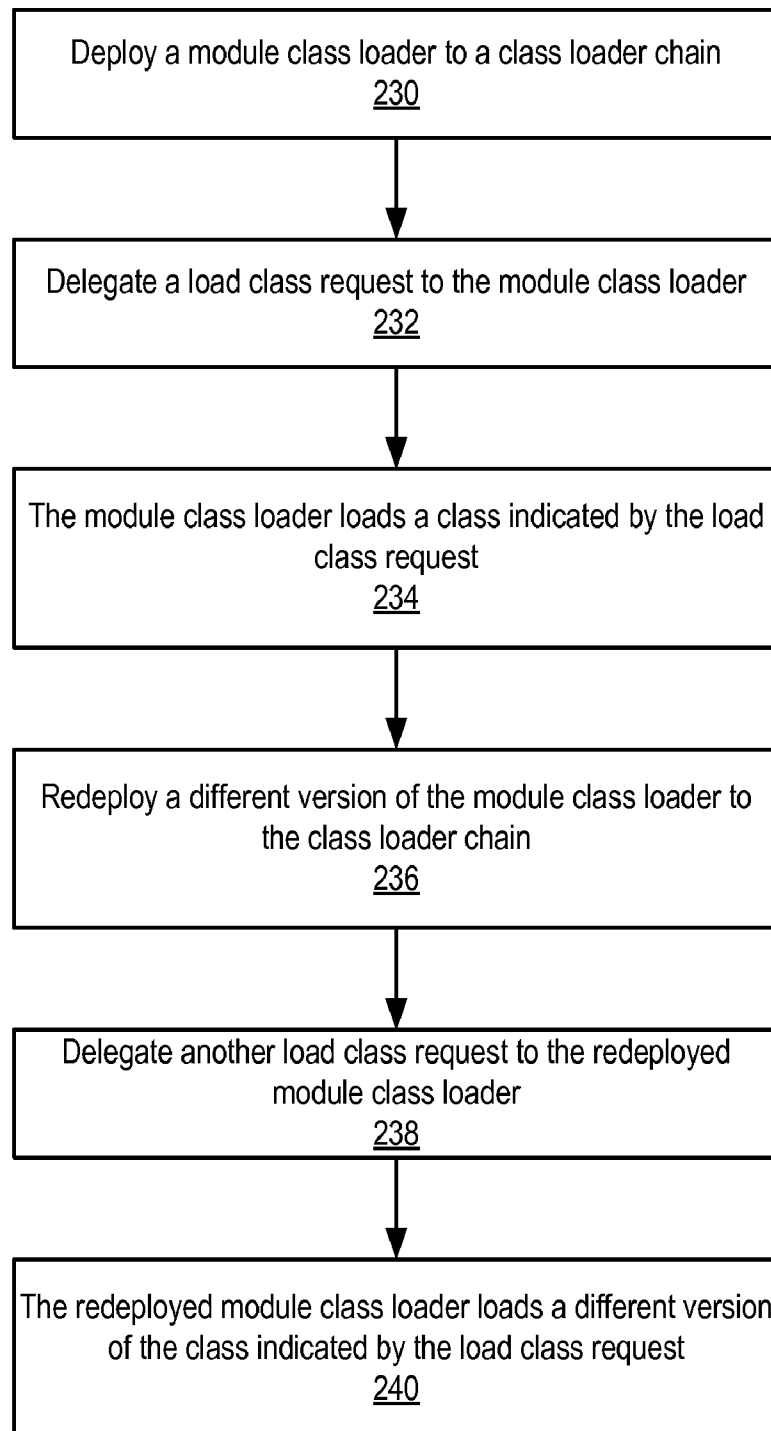 Deploy a module class loader to a class loader chain
230
Delegate a load class request to the module class loader
232
The module class loader loads a class indicated by the load
class request
234
Redeploy a different version of the module class loader to
the class loader chain
236
Delegate another load class request to the redeployed
module class loader
238
The redeployed module class loader loads a different version
of the class indicated by the load class request
240